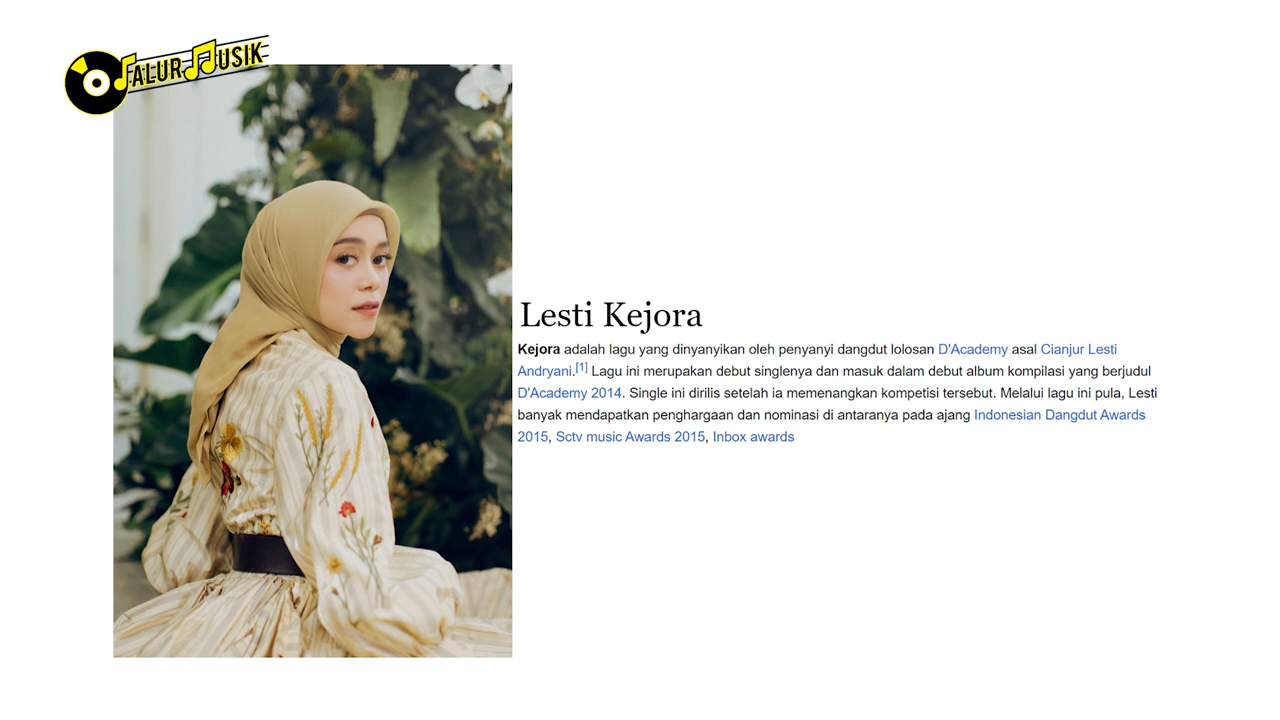 JALUR MUSIK
Lesti Kejora
Kejora adalah lagu yang dinyanyikan oleh penyanyi dangdut lolosan D'Academy asal Cianjur Lesti
Andryani.[1] Lagu ini merupakan debut singlenya dan masuk dalam debut album kompilasi yang berjudul
D'Academy 2014. Single ini dirilis setelah ia memenangkan kompetisi tersebut. Melalui lagu ini pula, Lesti
banyak mendapatkan penghargaan dan nominasi di antaranya pada ajang Indonesian Dangdut Awards
2015, Sctv music Awards 2015, Inbox awards